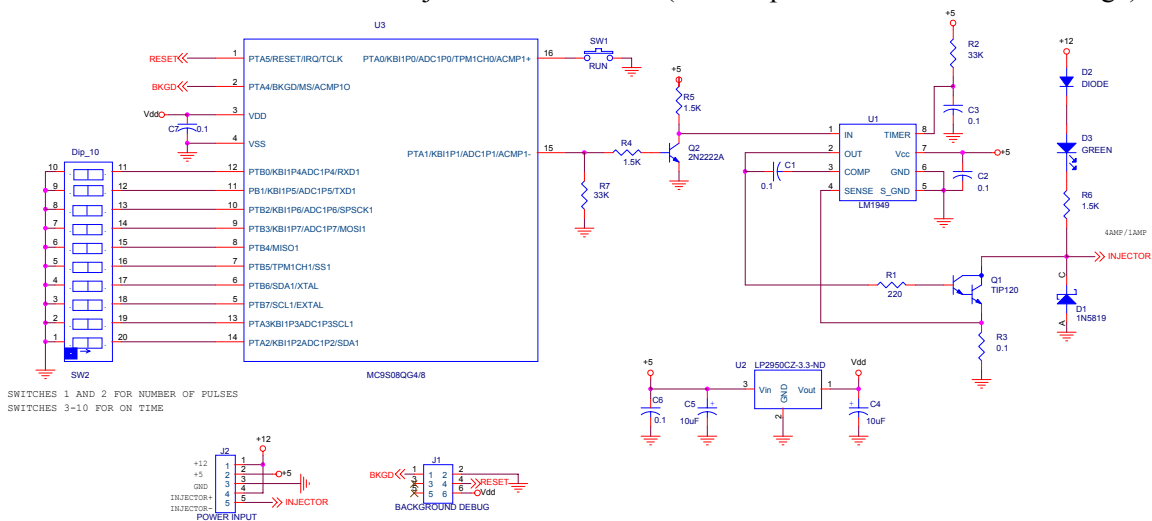 U3
RESET
1
PTA5/RESET/IRQ/TCLK
PTA0/KBI1P0/ADC1P0/TPM1CH0/ACMP1+
16
SW1
RUN
BKGD
2
PTA4/BKGD/MS/ACMP1O
Vdd
3
VDD
C7
0.1
4
VSS
PTA1/KBI1P1/ADC1P1/ACMP1-
15
Dip_10
10
11
12
PTB0/KBI1P4ADC1P4/RXD1
9
12
11
PB1/KBI1P5/ADC1P5/TXD1
8
13
10
PTB2/KBI1P6/ADC1P6/SPSCK1
7
14
9
PTB3/KBI1P7/ADC1P7/MOSI1
6
15
8
PTB4/MISO1
5
16
7
PTB5/TPM1CH1/SS1
4
17
6
PTB6/SDA1/XTAL
3
18
5
PTB7/SCL1/EXTAL
2
19
13
PTA3KBI1P3ADC1P3SCL1
1
20
14
PTA2/KBI1P2ADC1P2/SDA1
SW2
MC9S08QG4/8
SWITCHES 1 AND 2 FOR NUMBER OF PULSES
SWITCHES 3-10 FOR ON TIME
R4
1.5K
R7
33K
+5
R5
1.5K
Q2
2N2222A
+5
R2
33K
C3
0.1
U1
1
IN
TIMER
8
2
OUT
Vcc
7
+5
3
COMP
GND
6
4
SENSE
S_GND
5
LM1949
C1
0.1
C2
0.1
+12
D2
DIODE
D3
GREEN
R6
1.5K
4AMP/1AMP
INJECTOR
R1
220
Q1
TIP120
C
D1
1N5819
A
R3
0.1
+5
U2
LP2950CZ-3.3-ND
Vdd
3
Vin
GND
Vout
1
2
C6
0.1
C5
+
10uF
+
C4
10uF
+12
J2
+12
1
1
+5
2
2
+5
GND
3
3
INJECTOR+
4
4
INJECTOR-
5
5
INJECTOR
POWER INPUT
J1
BKGD
1
1
2
2
3
3
4
4
RESET
5
5
6
6
Vdd
BACKGROUND DEBUG